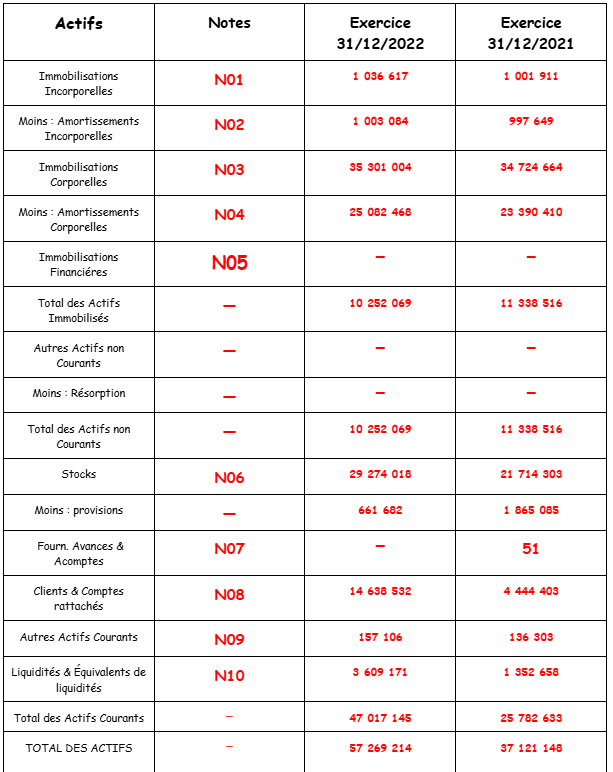 Actifs Notes Exercice 31/12/2022 Exercice 31/12/2021
Immobilisations Incorporelles N01 1 036 617 1 001 911
Moins : Amortissements Incorporelles N02 1 003 084 997 649
Immobilisations Corporelles N03 35 301 004 34 724 664
Moins : Amortissements Corporelles N04 25 082 468 23 390 410
Immobilisations Financiéres N05 — —
Total des Actifs Immobilisés — 10 252 069 11 338 516
Autres Actifs non Courants — — —
Moins : Résorption — — —
Total des Actifs non Courants — 10 252 069 11 338 516
Stocks N06 29 274 018 21 714 303
Moins : provisions — 661 682 1 865 085
Fourn. Avances & Acomptes N07 — 51
Clients & Comptes rattachés N08 14 638 532 4 444 403
Autres Actifs Courants N09 157 106 136 303
Liquidités & Équivalents de liquidités N10 3 609 171 1 352 658
Total des Actifs Courants — 47 017 145 25 782 633
TOTAL DES ACTIFS — 57 269 214 37 121 148